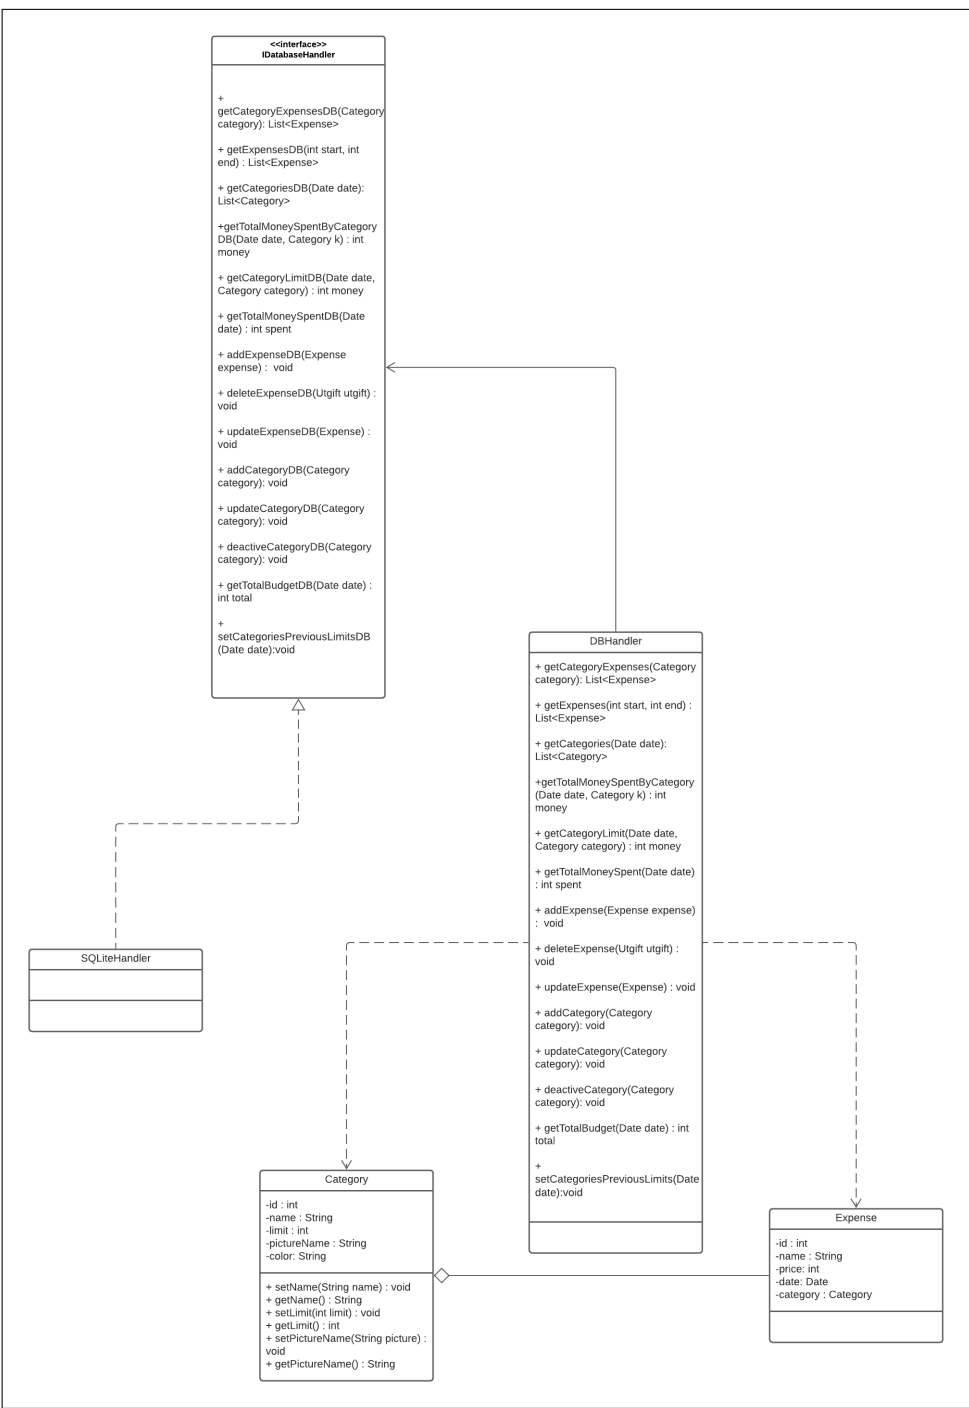 <<interface>>
IDatabaseHandler
+
getCategoryExpensesDB(Category
category): List<Expense>
+ getExpensesDB(int start, int
end) : List<Expense>
+ getCategoriesDB(Date date):
List<Category>
+getTotalMoneySpentByCategory
DB(Date date, Category k) : int
money
+ getCategoryLimitDB(Date date,
Category category) : int money
+ getTotalMoneySpentDB(Date
date) : int spent
+ addExpenseDB(Expense
expense) :  void
+ deleteExpenseDB(Utgift utgift) :
void
+ updateExpenseDB(Expense) :
void
+ addCategoryDB(Category
category): void
+ updateCategoryDB(Category
category): void
+ deactiveCategoryDB(Category
category): void
+ getTotalBudgetDB(Date date) :
int total
+
setCategoriesPreviousLimitsDB
(Date date):void
DBHandler
+ getCategoryExpenses(Category
category): List<Expense>
+ getExpenses(int start, int end) :
List<Expense>
+ getCategories(Date date):
List<Category>
+getTotalMoneySpentByCategory
(Date date, Category k) : int
money
+ getCategoryLimit(Date date,
Category category) : int money
+ getTotalMoneySpent(Date date)
: int spent
+ addExpense(Expense expense)
:  void
+ deleteExpense(Utgift utgift) :
void
+ updateExpense(Expense) : void
+ addCategory(Category
category): void
+ updateCategory(Category
category): void
+ deactiveCategory(Category
category): void
+ getTotalBudget(Date date) : int
total
+
setCategoriesPreviousLimits(Date
date):void
SQLiteHandler
Category
-id : int
-name : String
-limit : int
-pictureName : String
-color: String
+ setName(String name) : void
+ getName() : String
+ setLimit(int limit) : void
+ getLimit() : int
+ setPictureName(String picture) :
void
+ getPictureName() : String
Expense
-id : int
-name : String
-price: int
-date: Date
-category : Category